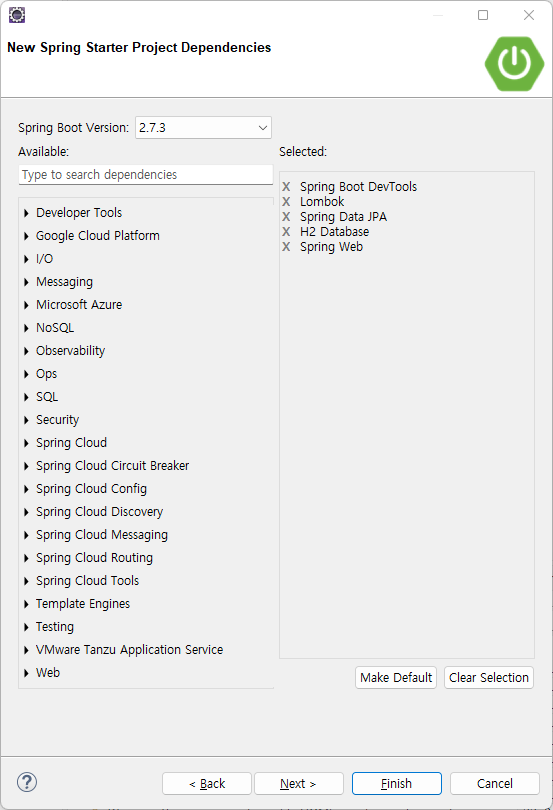 New Spring Starter Project Dependencies
Spring Boot Version: 2.7.3
Available:
Type to search dependencies
Developer Tools
Google Cloud Platform
I/O
Messaging
Microsoft Azure
NoSQL
Observability
Ops
SQL
Security
Spring Cloud
Spring Cloud Circuit Breaker
Spring Cloud Config
Spring Cloud Discovery
Spring Cloud Messaging
Spring Cloud Routing
Spring Cloud Tools
Template Engines
Testing
VMware Tanzu Application Service
Web
Selected:
X Spring Boot DevTools
X Lombok
X Spring Data JPA
X H2 Database
X Spring Web
Make Default Clear Selection
? < Back Next > Finish Cancel